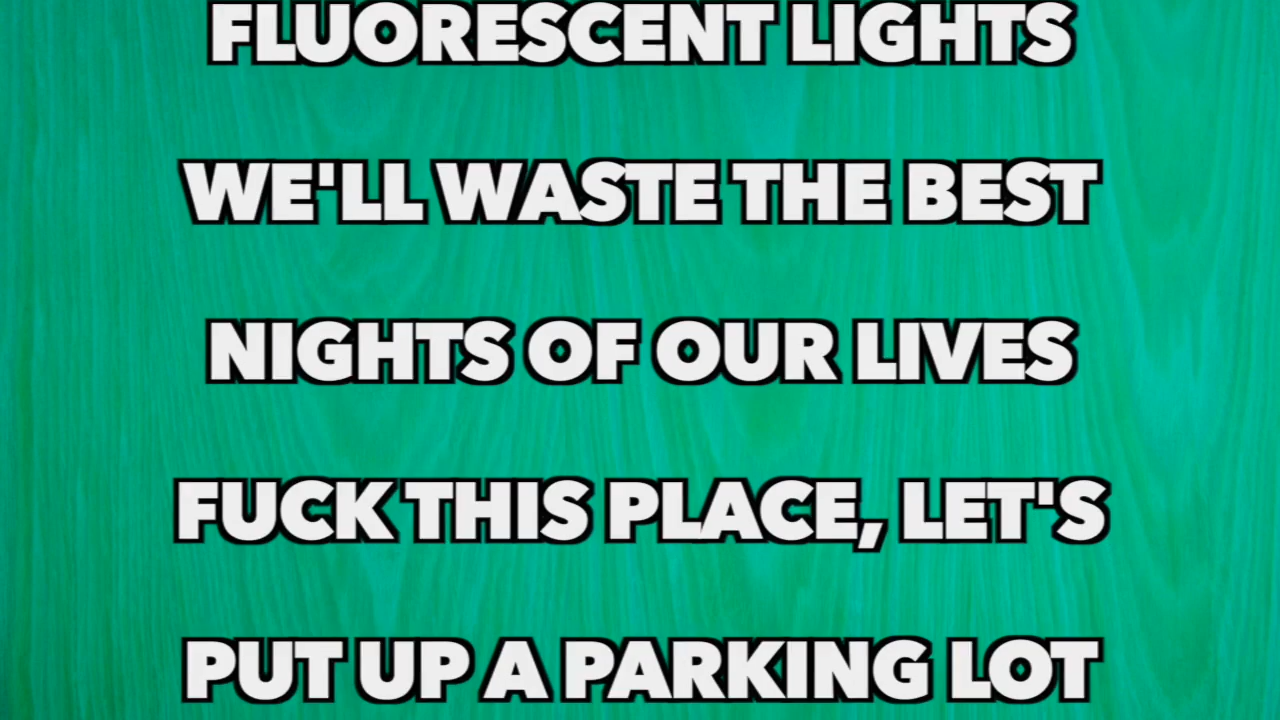 FLUORESCENT LIGHTS
WE'LL WASTE THE BEST
NIGHTS OF OUR LIVES
FUCK THIS PLACE, LET'S
PUT UP A PARKING LOT